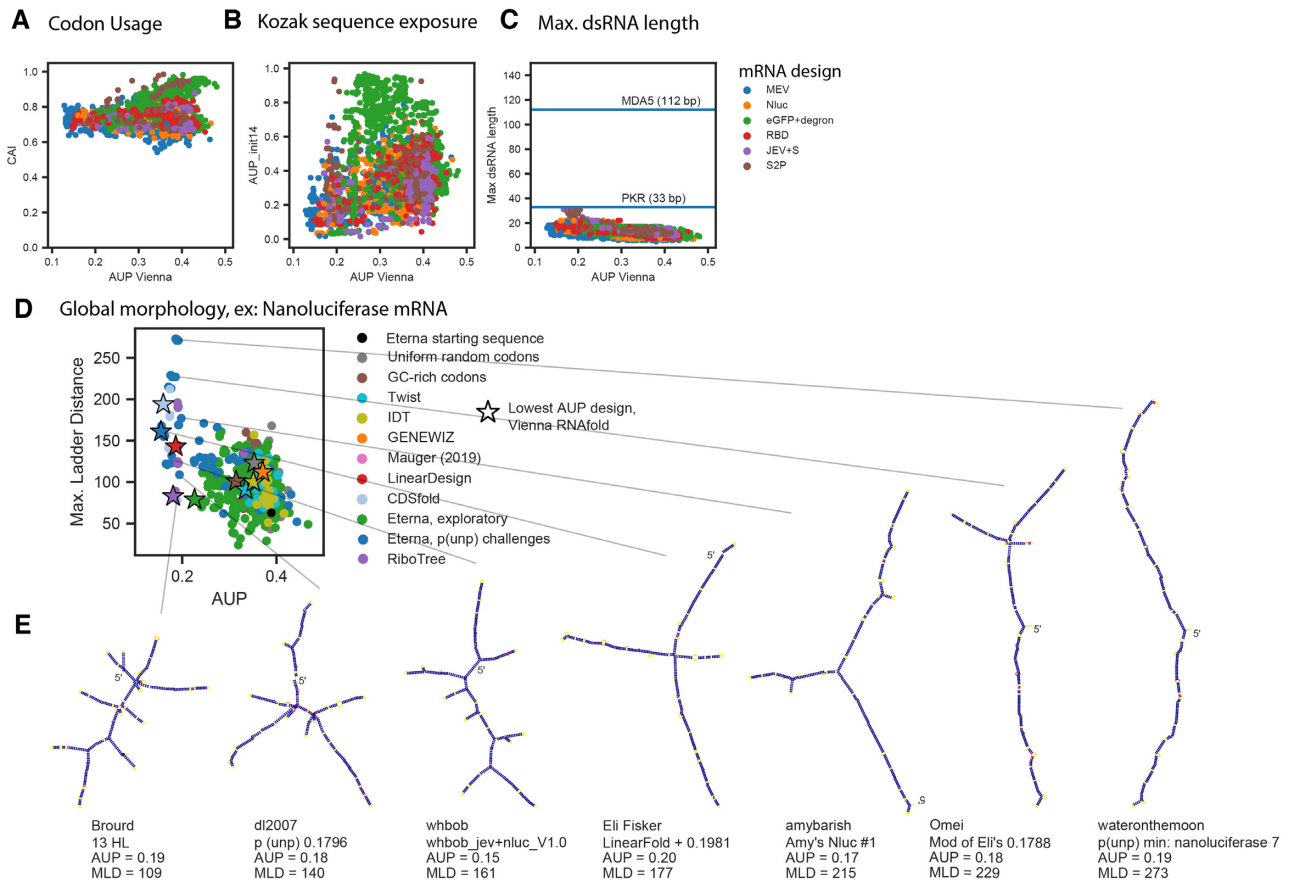 A Codon Usage
B Kozak sequence exposure
C Max. dsRNA length
1.0
0.8
0.6
0.4
0.2
0.0
CAI
0.1 0.2 0.3 0.4 0.5
AUP Vienna
1.0
0.8
0.6
0.4
0.2
0.0
AUP_init14
0.1 0.2 0.3 0.4 0.5
AUP Vienna
140
120
100
80
60
40
20
0
Max dsRNA length
MDA5 (112 bp)
PKR (33 bp)
0.1 0.2 0.3 0.4 0.5
AUP Vienna
mRNA design
MEV
Nluc
eGFP+degron
RBD
JEV+S
S2P
D Global morphology, ex: Nanoluciferase mRNA
250
200
150
100
50
Max. Ladder Distance
0.2 0.4
AUP
Eterna starting sequence
Uniform random codons
GC-rich codons
Twist
IDT
GENEWIZ
Mauger (2019)
LinearDesign
CDSfold
Eterna, exploratory
Eterna, p(unp) challenges
RiboTree
Lowest AUP design,
Vienna RNAfold
E
5'
5'
5'
5'
5'
5'
5'
Brourd
13 HL
AUP = 0.19
MLD = 109
dl2007
p (unp) 0.1796
AUP = 0.18
MLD = 140
whbob
whbob_jev+nluc_V1.0
AUP = 0.15
MLD = 161
Eli Fisker
LinearFold + 0.1981
AUP = 0.20
MLD = 177
amybarish
Amy's Nluc #1
AUP = 0.17
MLD = 215
Omei
Mod of Eli's 0.1788
AUP = 0.18
MLD = 229
wateronthemoon
p(unp) min: nanoluciferase 7
AUP = 0.19
MLD = 273